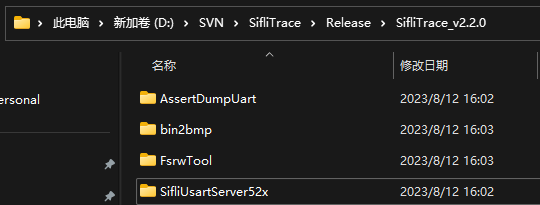 此电脑 > 新加卷 (D:) > SVN > SifliTrace > Release > SifliTrace_v2.2.0
名称 修改日期
ersonal
AssertDumpUart 2023/8/12 16:02
bin2bmp 2023/8/12 16:03
FsrwTool 2023/8/12 16:03
SifliUsartServer52x 2023/8/12 16:02